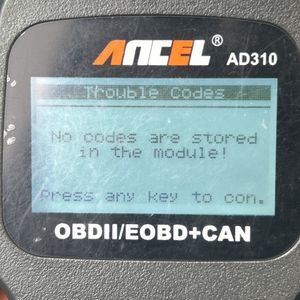 ANCEL
AD310
Trouble Codes
No codes are stored
in the module!
Press any key to con.
OBDII/EOBD+CAN